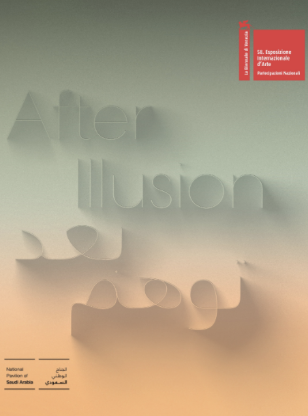 La Biennale di Venezia
58. Esposizione
Internazionale
d'Arte
Partecipazioni Nazionali
After
Illusion
بعد
توهم
National
Pavilion of
Saudi Arabia
الجناح
الوطني
السعودي